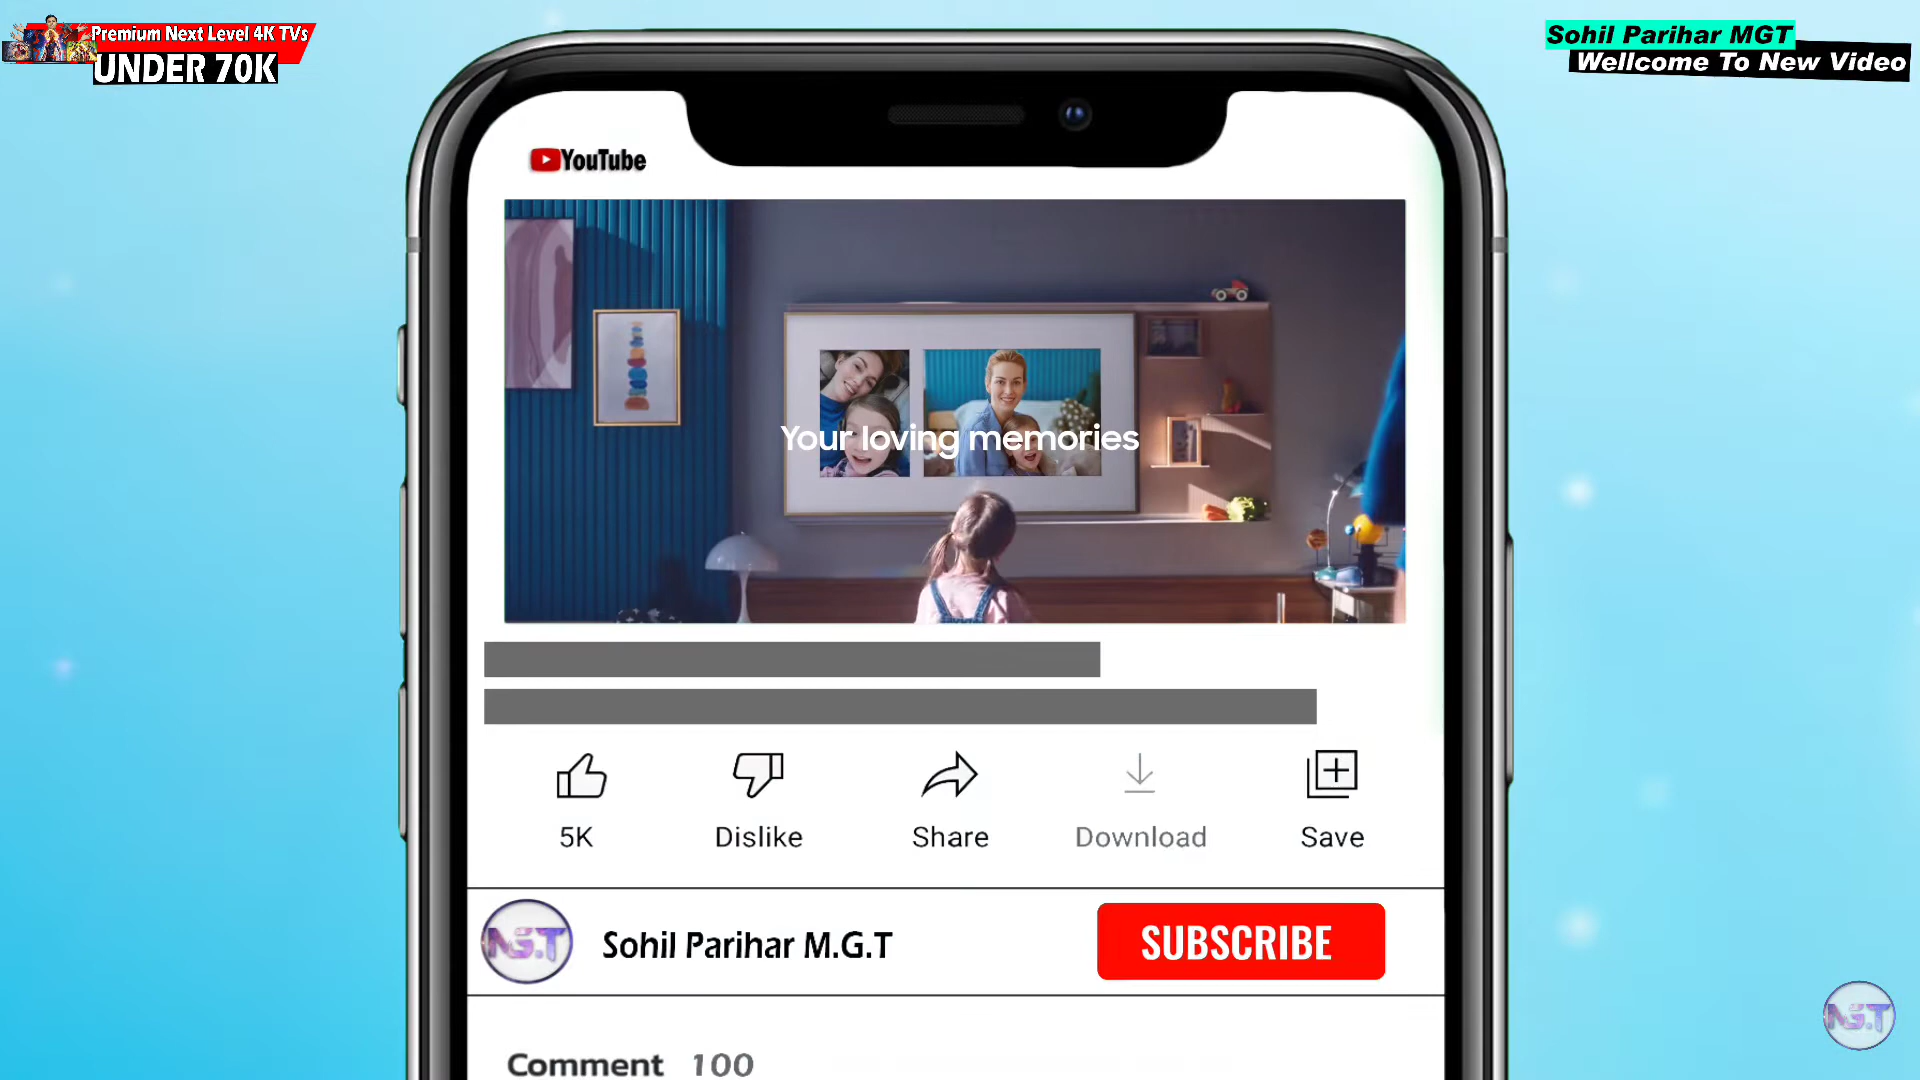 Premium Next Level 4K TVs
UNDER 70K
Sohil Parihar MGT
Wellcome To New Video
YouTube
Your loving memories
5K
Dislike
Share
Download
Save
M.G.T
Sohil Parihar M.G.T
SUBSCRIBE
M.G.T
Comment 100